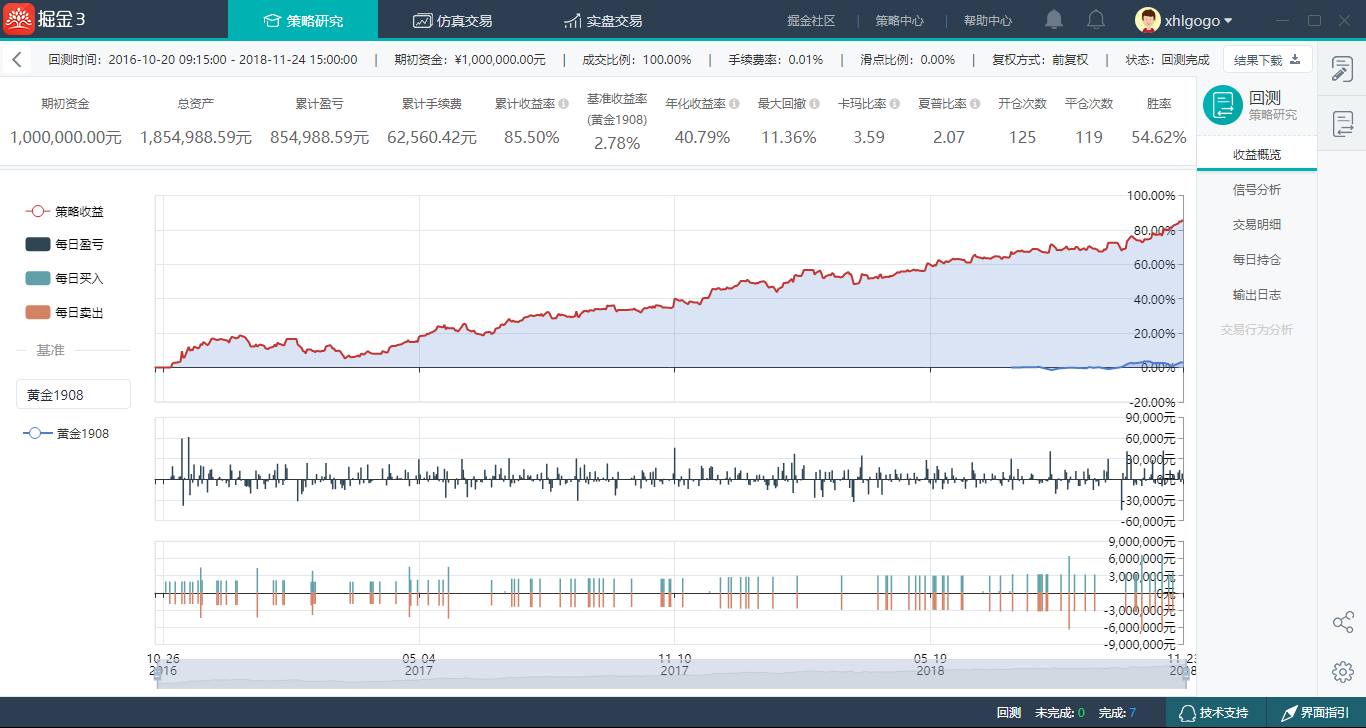 掘金3 策略研究 仿真交易 实盘交易 掘金社区 策略中心 帮助中心 xhlgogo
回测时间：2016-10-20 09:15:00 - 2018-11-24 15:00:00 期初资金：¥1,000,000.00元 成交比例：100.00% 手续费率：0.01% 滑点比例：0.00% 复权方式：前复权 状态：回测完成 结果下载
期初资金 总资产 累计盈亏 累计手续费 累计收益率 基准收益率 年化收益率 最大回撤 卡玛比率 夏普比率 开仓次数 平仓次数 胜率
(黄金1908)
1,000,000.00元 1,854,988.59元 854,988.59元 62,560.42元 85.50% 2.78% 40.79% 11.36% 3.59 2.07 125 119 54.62%
回测
策略研究
收益概览
信号分析
交易明细
每日持仓
输出日志
交易行为分析
策略收益
每日盈亏
每日买入
每日卖出
基准
黄金1908
黄金1908
100.00%
80.00%
60.00%
40.00%
20.00%
0.00%
-20.00%
90,000元
60,000元
30,000元
0元
-30,000元
-60,000元
9,000,000元
6,000,000元
3,000,000元
0元
-3,000,000元
-6,000,000元
-9,000,000元
10-26 05-04 11-10 05-19 11-23
2016 2017 2017 2018 2018
回测 未完成: 0 完成: 7 技术支持 界面指引